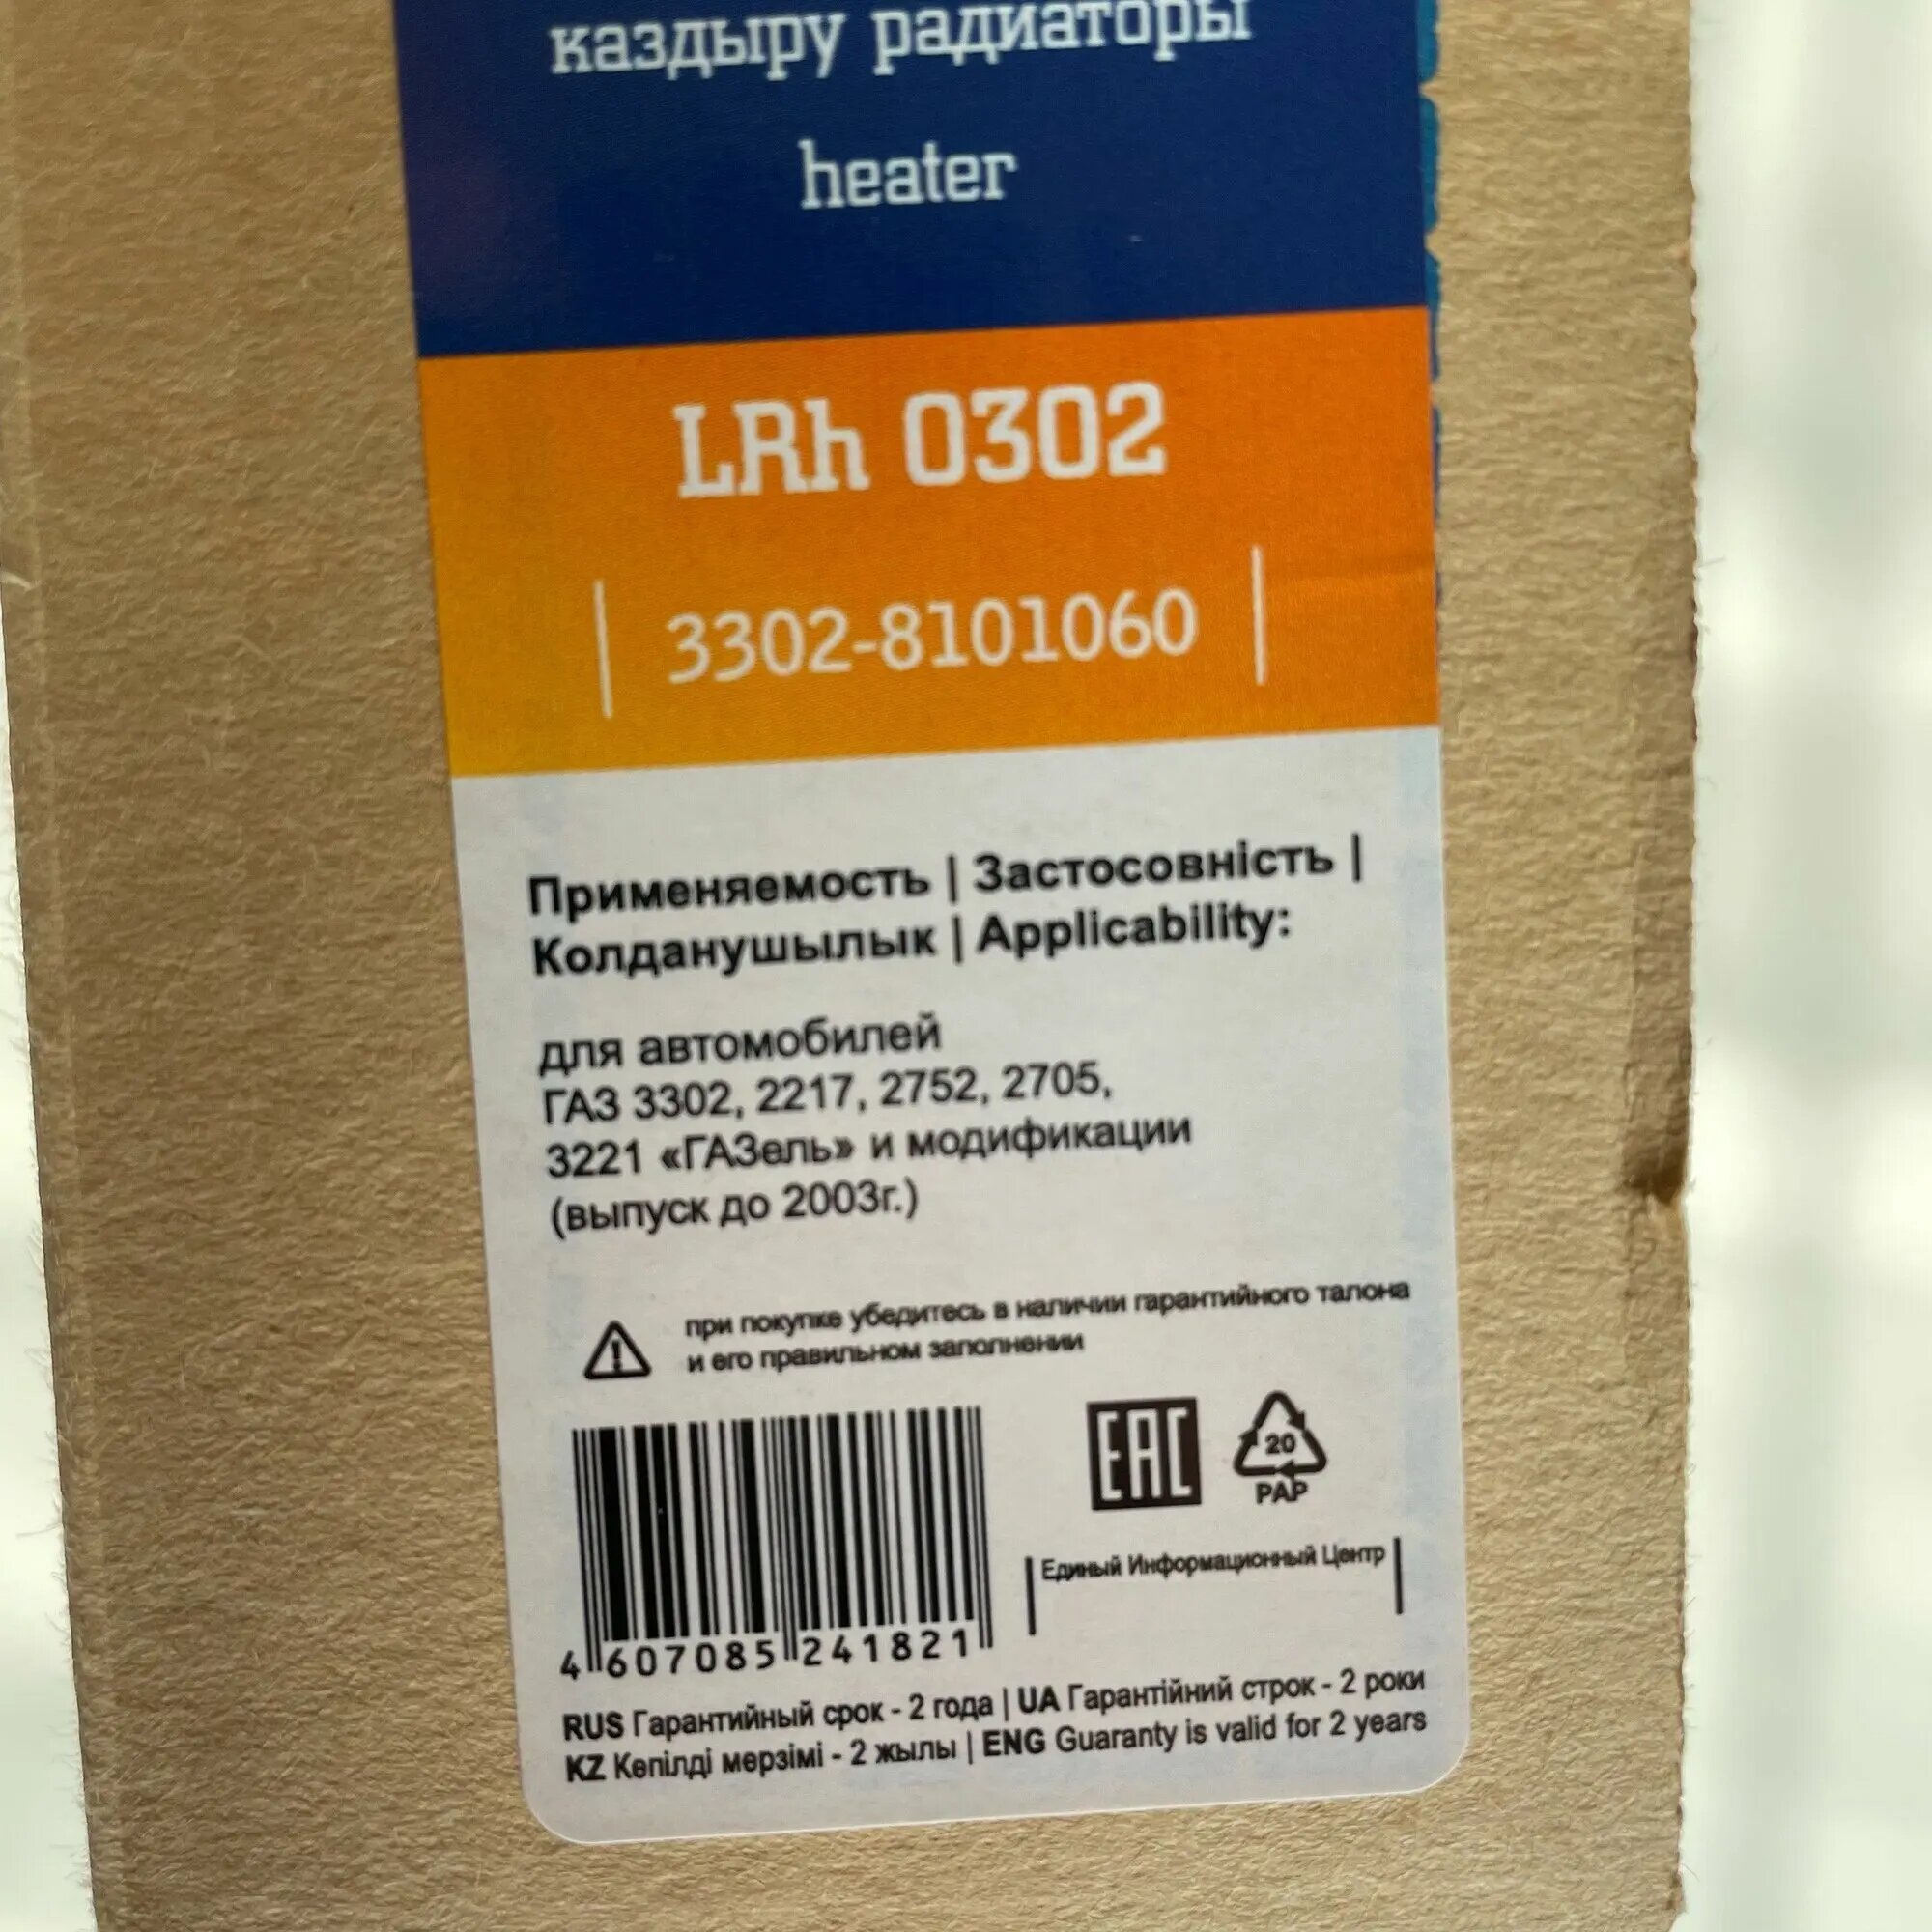 каздыру радиаторы
heater
LRh 0302
3302-8101060
Применяемость | Застосовність |
Колданушылык | Applicability:
для автомобилей
ГАЗ 3302, 2217, 2752, 2705,
3221 «ГАЗель» и модификации
(выпуск до 2003г.)
при покупке убедитесь в наличии гарантийного талона
и его правильном заполнении
EAC
20
PAP
Единый Информационный Центр
4 607085 241821
RUS Гарантийный срок - 2 года | UA Гарантійний строк - 2 роки
KZ Кепілді мерзімі - 2 жылы | ENG Guaranty is valid for 2 years